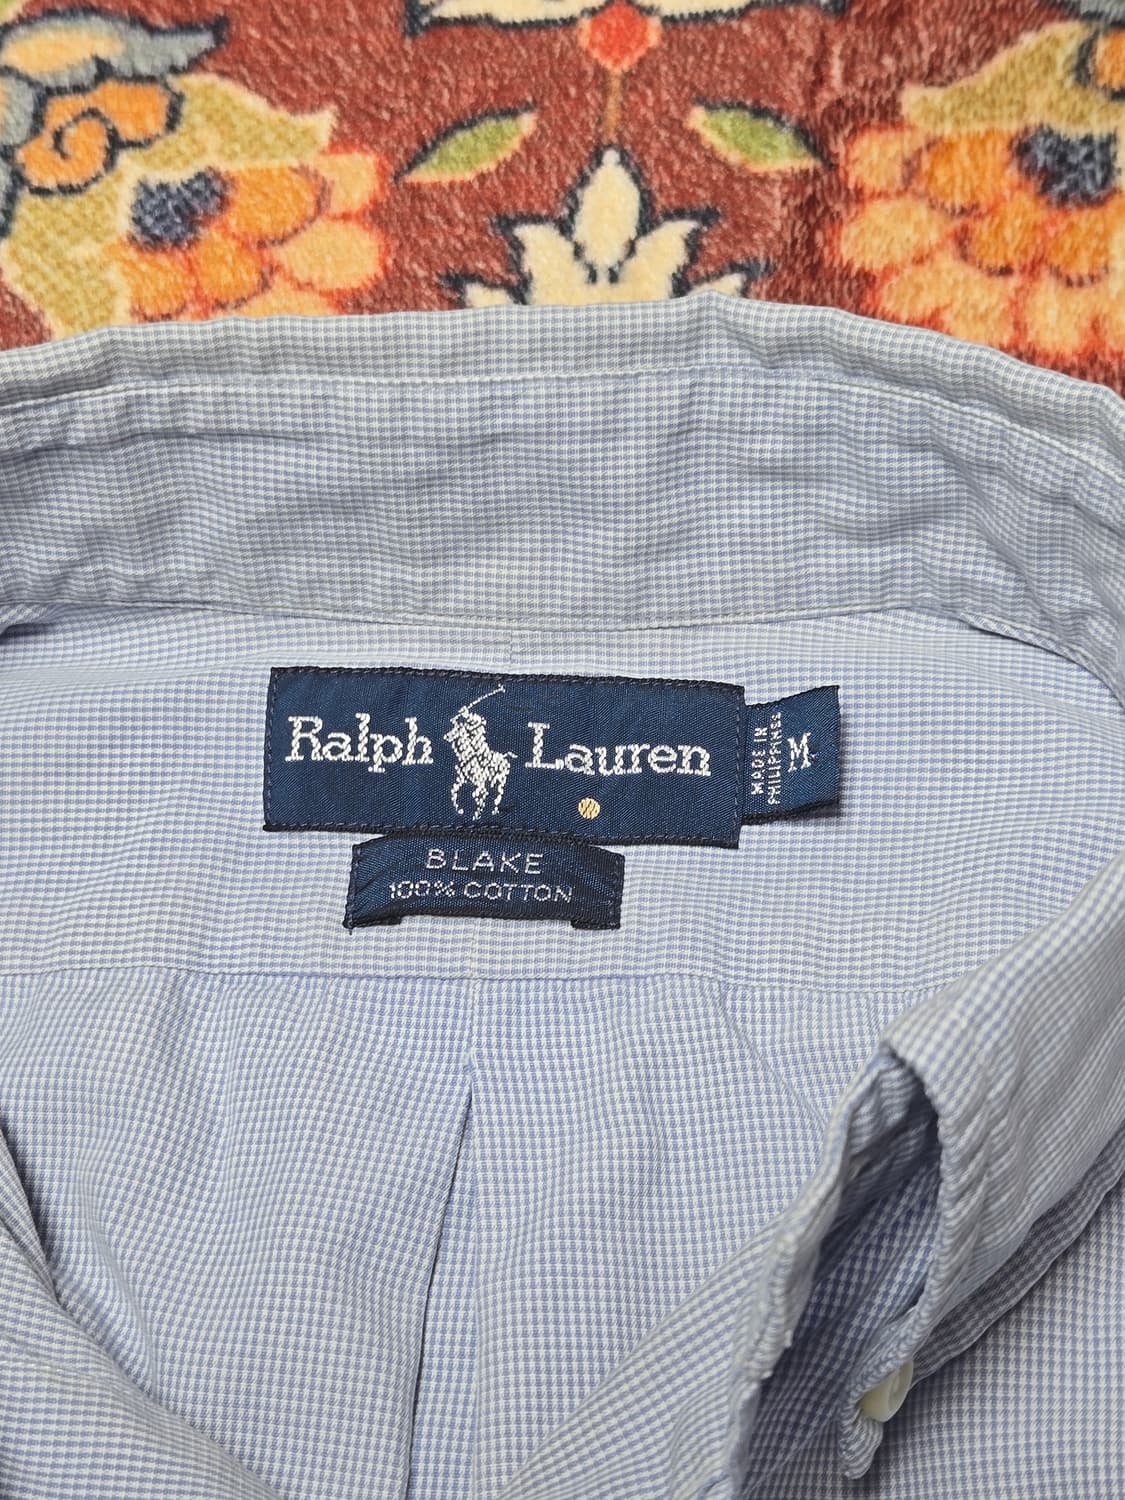 Ralph Lauren
MADE IN
PHILIPPINES
M
BLAKE
100% COTTON